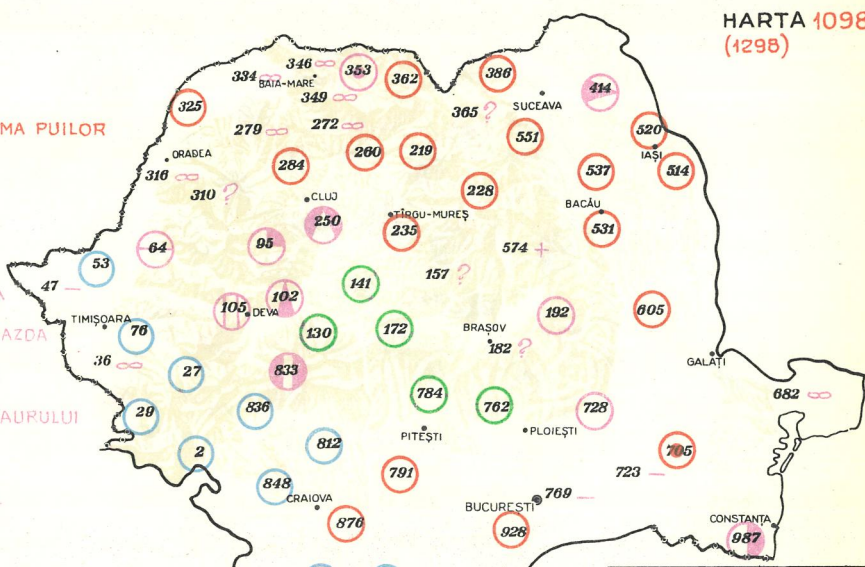 HARTA 1098
(1298)
346 ∞
353
334 ∞
BAIA-MARE
362
386
349 ∞
414
325
SUCEAVA
365 ?
MA PUILOR
279 ∞
272 ∞
551
520
IAȘI
ORADEA
284
260
219
537
514
316 ∞
310 ?
CLUJ
228
BACĂU
250
TÎRGU-MUREȘ
235
531
64
95
574 +
53
157 ?
47 —
141
105
102
DEVA
192
605
TIMIȘOARA
76
130
172
BRAȘOV
182 ?
AZDA
36 ∞
GALAȚI
27
833
784
762
728
682 ∞
29
836
AURULUI
PITEȘTI
PLOIEȘTI
2
812
705
848
791
723 —
CRAIOVA
BUCUREȘTI
769 —
876
928
CONSTANȚA
987